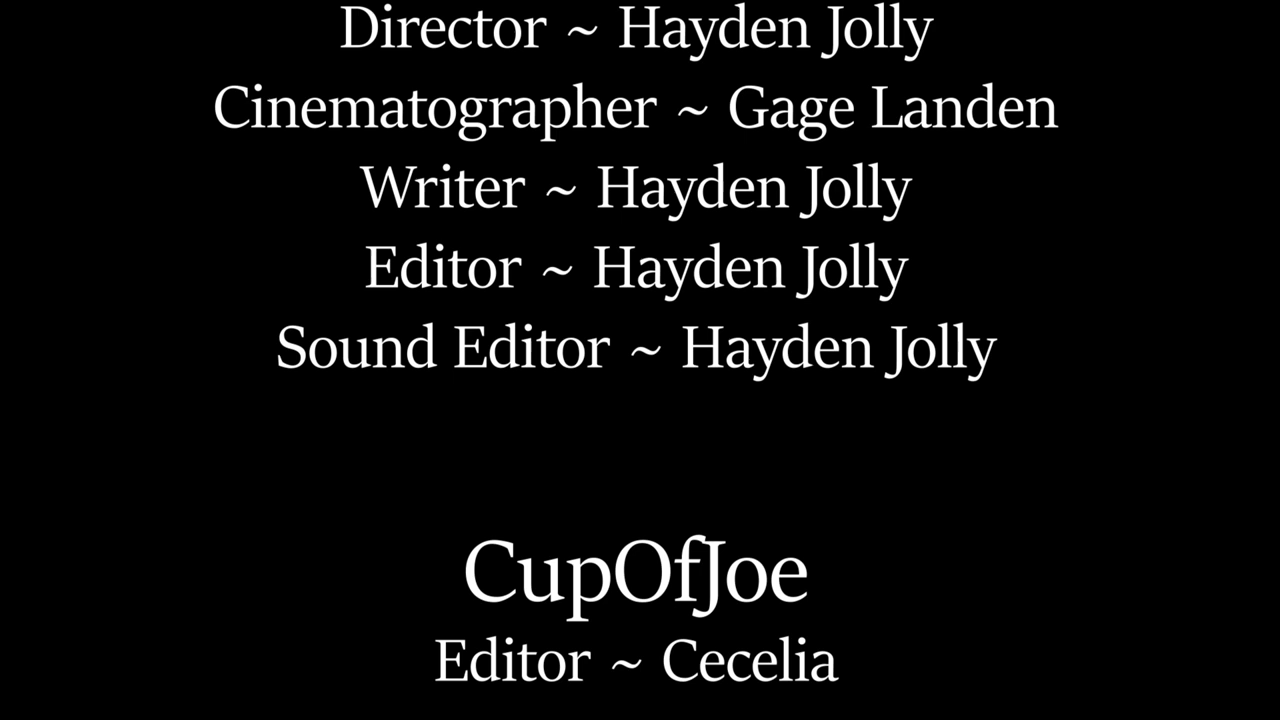 Director ~ Hayden Jolly
Cinematographer ~ Gage Landen
Writer ~ Hayden Jolly
Editor ~ Hayden Jolly
Sound Editor ~ Hayden Jolly
CupOfJoe
Editor ~ Cecelia